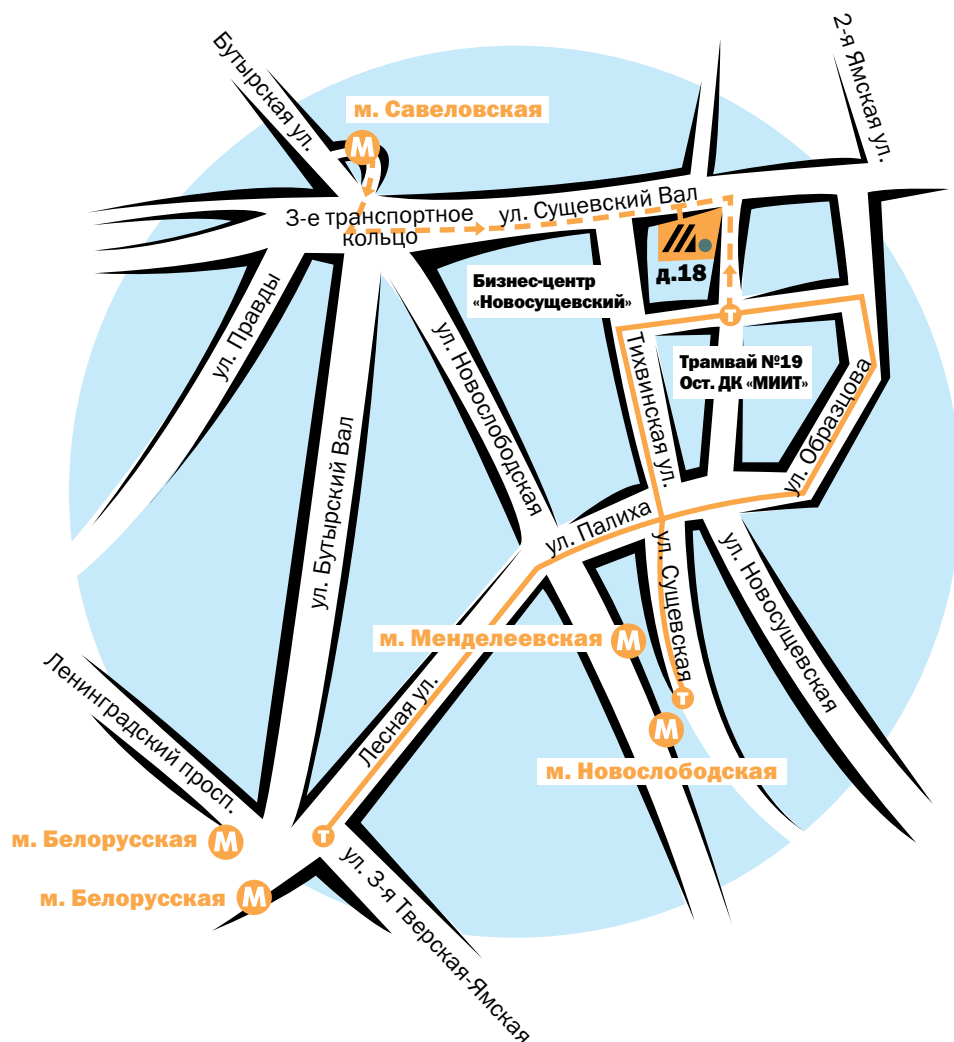 2-я Ямская ул.
Бутырская ул.
м. Савеловская
М
ул. Сущевский Вал
3-е транспортное
кольцо
д.18
Бизнес-центр
«Новосущевский»
Т
ул. Правды
ул. Новослободская
Тихвинская ул.
Трамвай №19
Ост. ДК «МИИТ»
ул. Образцова
ул. Бутырский Вал
ул. Палиха
ул. Сущевская
ул. Новосущевская
м. Менделеевская М
Ленинградский просп.
Лесная ул.
Т
М
м. Новослободская
м. Белорусская М
Т
ул. 3-я Тверская-Ямская
м. Белорусская М